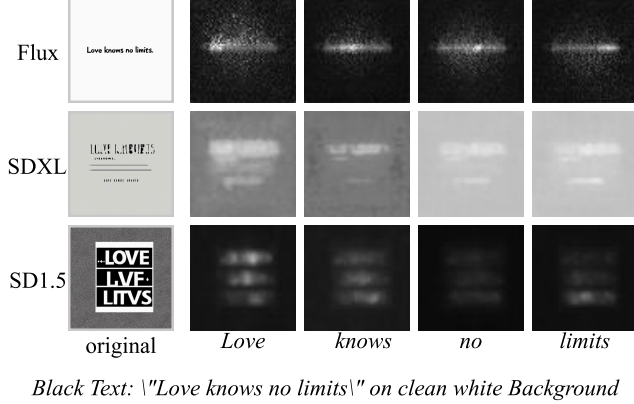 Flux
Love knows no limits.
SDXL
SD1.5
LOVE
LVF
LITVS
original
Love knows no limits
Black Text: \"Love knows no limits\" on clean white Background